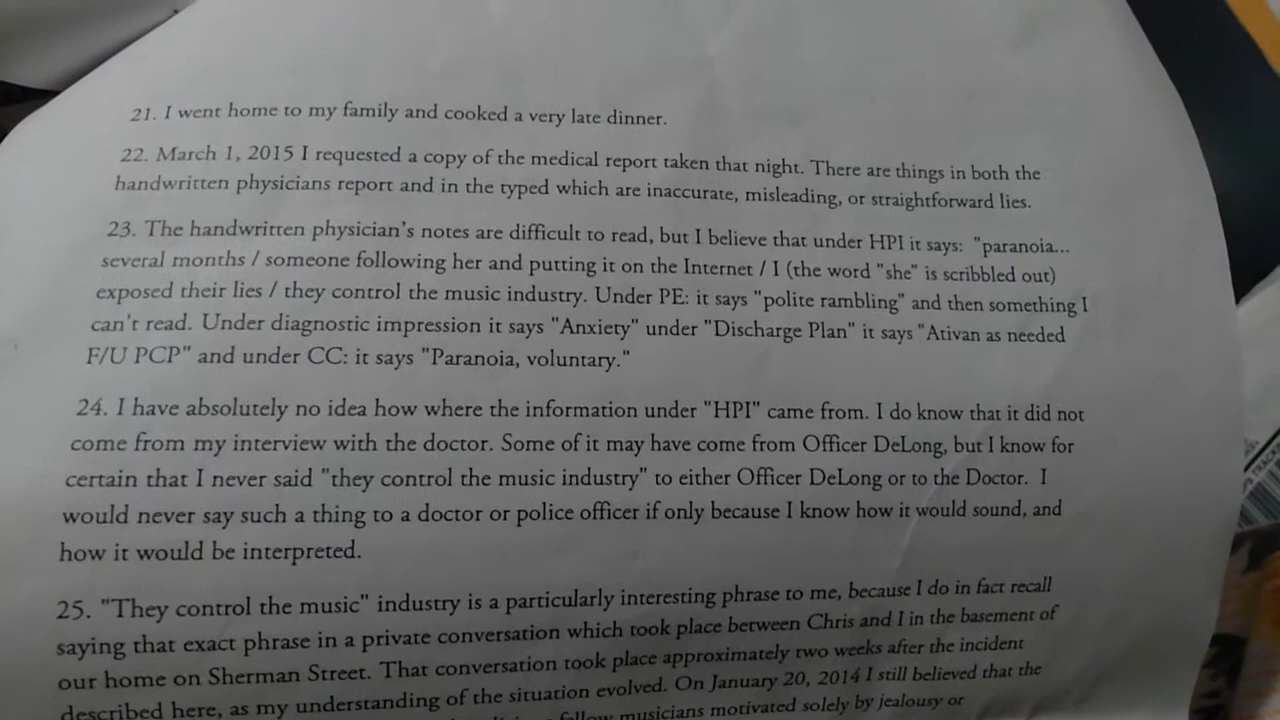 21. I went home to my family and cooked a very late dinner.
22. March 1, 2015 I requested a copy of the medical report taken that night. There are things in both the
handwritten physicians report and in the typed which are inaccurate, misleading, or straightforward lies.
23. The handwritten physician's notes are difficult to read, but I believe that under HPI it says: "paranoia...
several months / someone following her and putting it on the Internet / I (the word "she" is scribbled out)
exposed their lies / they control the music industry. Under PE: it says "polite rambling" and then something I
can't read. Under diagnostic impression it says "Anxiety" under "Discharge Plan" it says "Ativan as needed
F/U PCP" and under CC: it says "Paranoia, voluntary."
24. I have absolutely no idea how where the information under "HPI" came from. I do know that it did not
come from my interview with the doctor. Some of it may have come from Officer DeLong, but I know for
certain that I never said "they control the music industry" to either Officer DeLong or to the Doctor. I
would never say such a thing to a doctor or police officer if only because I know how it would sound, and
how it would be interpreted.
25. "They control the music" industry is a particularly interesting phrase to me, because I do in fact recall
saying that exact phrase in a private conversation which took place between Chris and I in the basement of
our home on Sherman Street. That conversation took place approximately two weeks after the incident
described here, as my understanding of the situation evolved. On January 20, 2014 I still believed that the
fellow musicians motivated solely by jealousy or